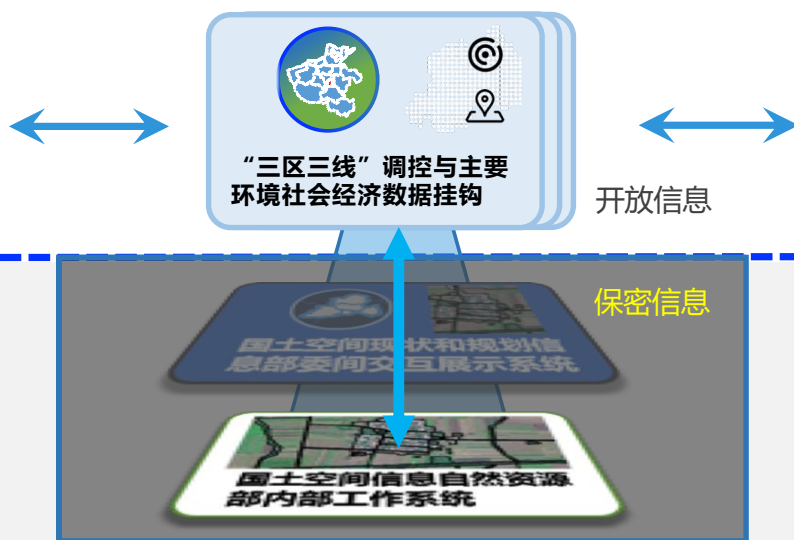 “三区三线”调控与主要
环境社会经济数据挂钩
开放信息
保密信息
国土空间现状和规划信
息部委间交互展示系统
国土空间信息自然资源
部内部工作系统